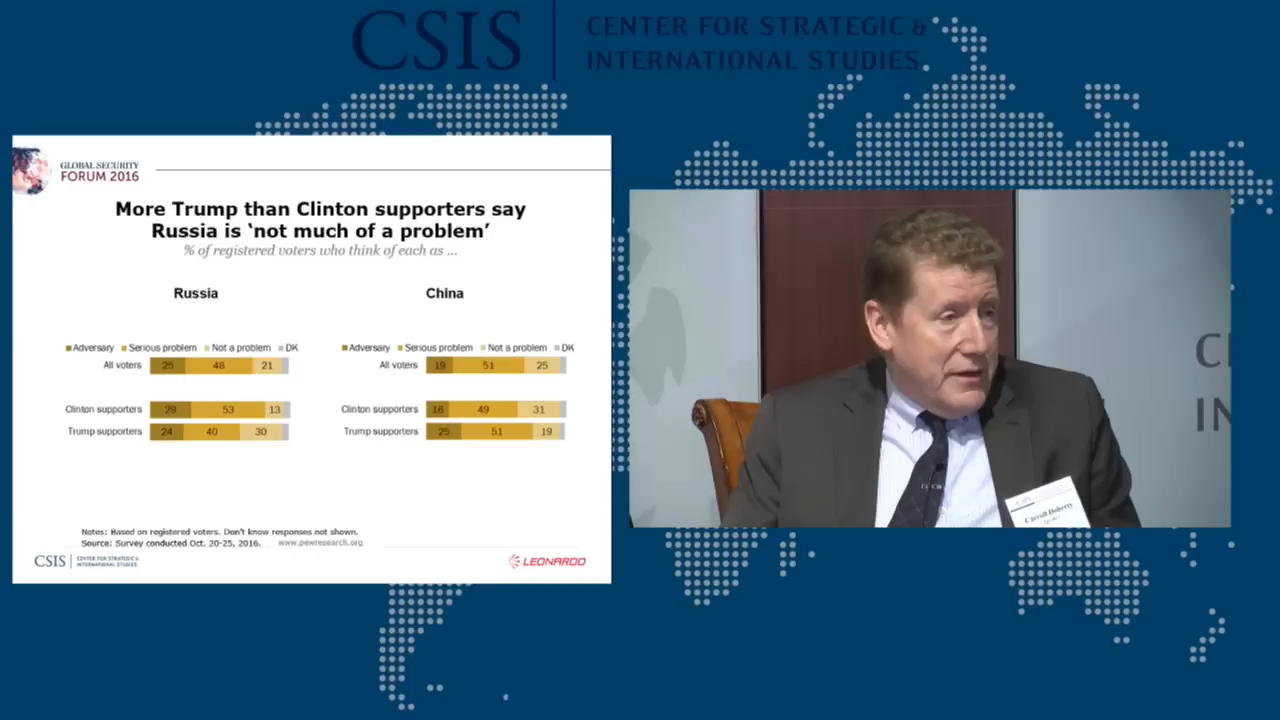 CSIS
CENTER FOR STRATEGIC &
INTERNATIONAL STUDIES
GLOBAL SECURITY
FORUM 2016
More Trump than Clinton supporters say
Russia is ‘not much of a problem’
% of registered voters who think of each as ...
Russia
China
Adversary Serious problem Not a problem DK
All voters 25 48 21
Clinton supporters 29 53 13
Trump supporters 24 40 30
Adversary Serious problem Not a problem DK
All voters 19 51 25
Clinton supporters 16 49 31
Trump supporters 25 51 19
Notes: Based on registered voters. Don't know responses not shown.
Source: Survey conducted Oct. 20-25, 2016. www.pewresearch.org
CSIS
CENTER FOR STRATEGIC &
INTERNATIONAL STUDIES
LEONARDO
IN
Carroll Doherty